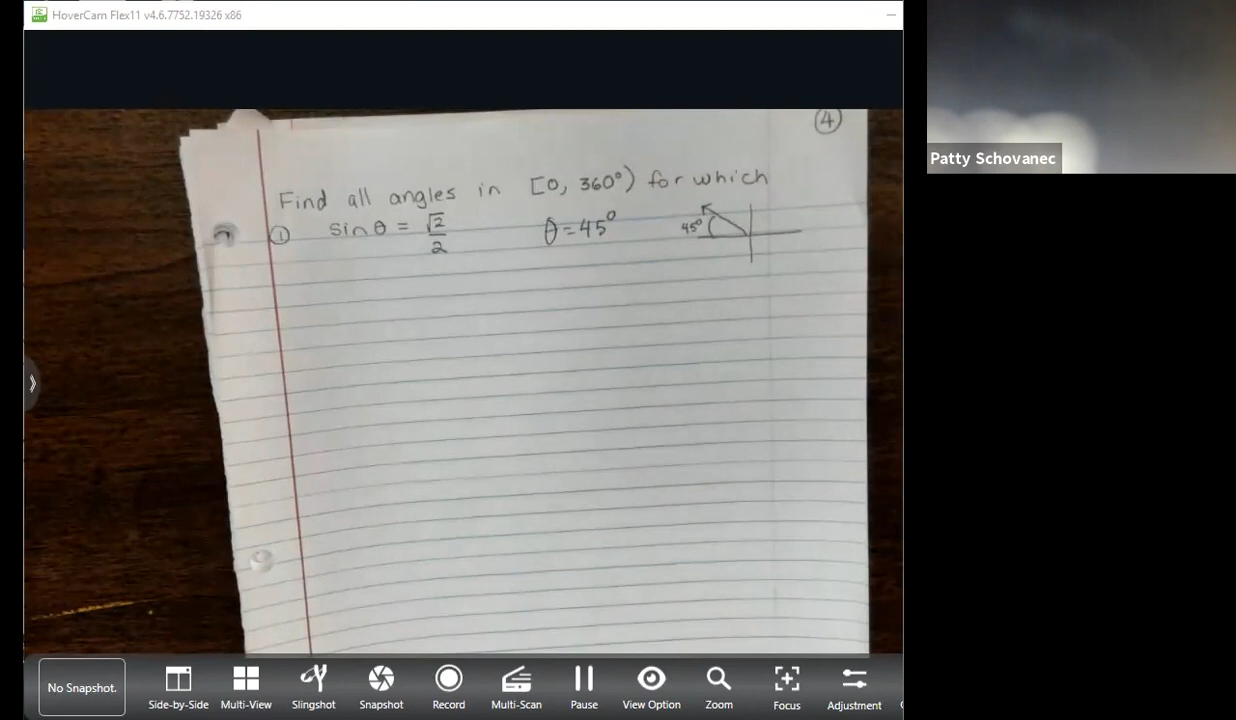 HoverCam Flex11 v4.6.7752.19326 x86
Patty Schovanec
④
Find all angles in [0, 360°) for which
① sin θ = √2/2 θ = 45° 45°
No Snapshot.
Side-by-Side Multi-View Slingshot Snapshot Record Multi-Scan Pause View Option Zoom Focus Adjustment